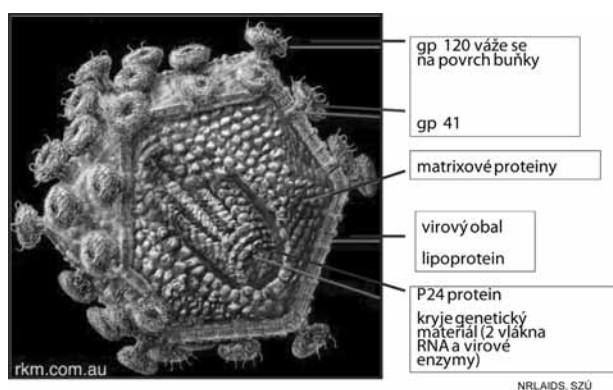 gp 120 váže se
na povrch buňky
gp 41
matrixové proteiny
virový obal
lipoprotein
P24 protein
kryje genetický
materiál (2 vlákna
RNA a virové
enzymy)
rkm.com.au
NRLAIDS, SZÚ